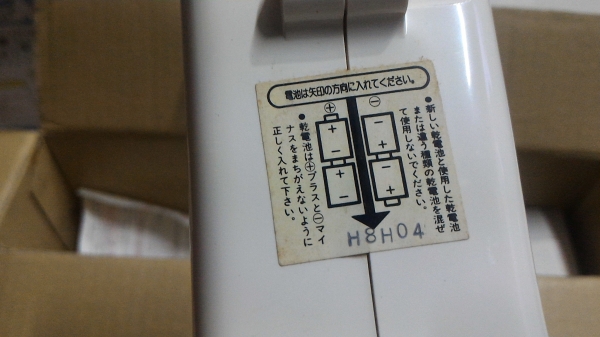 電池は矢印の方向に入れてください。
●新しい乾電池と使用した乾電池
または違う種類の乾電池を混ぜ
て使用しないでください。
⊕ ⊖
●乾電池は⊕プラスと⊖マイ
ナスをまちがえないように
正しく入れて下さい。
H8H04